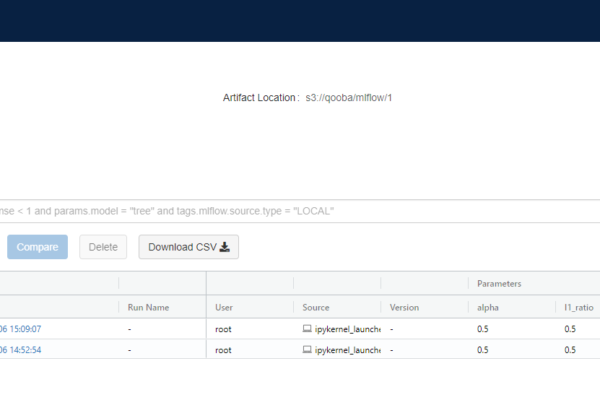 Artifact Location: s3://qooba/mlflow/1
nse < 1 and params.model = "tree" and tags.mlflow.source.type = "LOCAL"
Compare Delete Download CSV
Parameters
Run Name User Source Version alpha l1_ratio
06 15:09:07 - root ipykernel_launche - 0.5 0.5
06 14:52:54 - root ipykernel_launche - 0.5 0.5